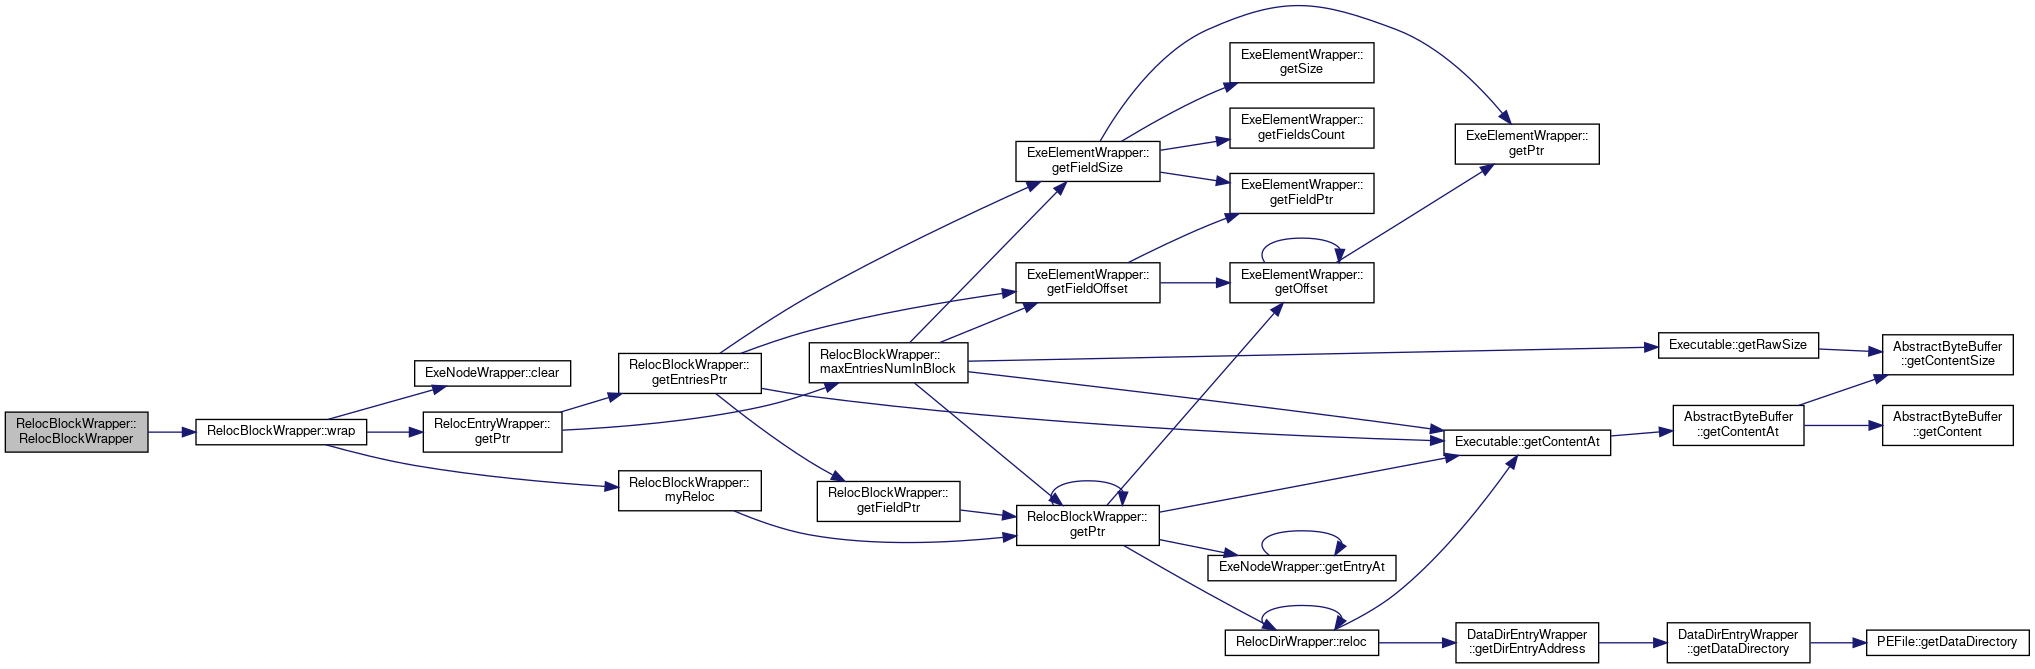 RelocBlockWrapper::
RelocBlockWrapper
RelocBlockWrapper::wrap
ExeNodeWrapper::clear
RelocEntryWrapper::
getPtr
RelocBlockWrapper::
myReloc
RelocBlockWrapper::
getEntriesPtr
RelocBlockWrapper::
maxEntriesNumInBlock
RelocBlockWrapper::
getFieldPtr
ExeElementWrapper::
getFieldSize
ExeElementWrapper::
getFieldOffset
RelocBlockWrapper::
getPtr
ExeElementWrapper::
getSize
ExeElementWrapper::
getFieldsCount
ExeElementWrapper::
getFieldPtr
ExeElementWrapper::
getOffset
ExeNodeWrapper::getEntryAt
RelocDirWrapper::reloc
ExeElementWrapper::
getPtr
Executable::getContentAt
DataDirEntryWrapper
::getDirEntryAddress
Executable::getRawSize
AbstractByteBuffer
::getContentAt
DataDirEntryWrapper
::getDataDirectory
AbstractByteBuffer
::getContentSize
AbstractByteBuffer
::getContent
PEFile::getDataDirectory